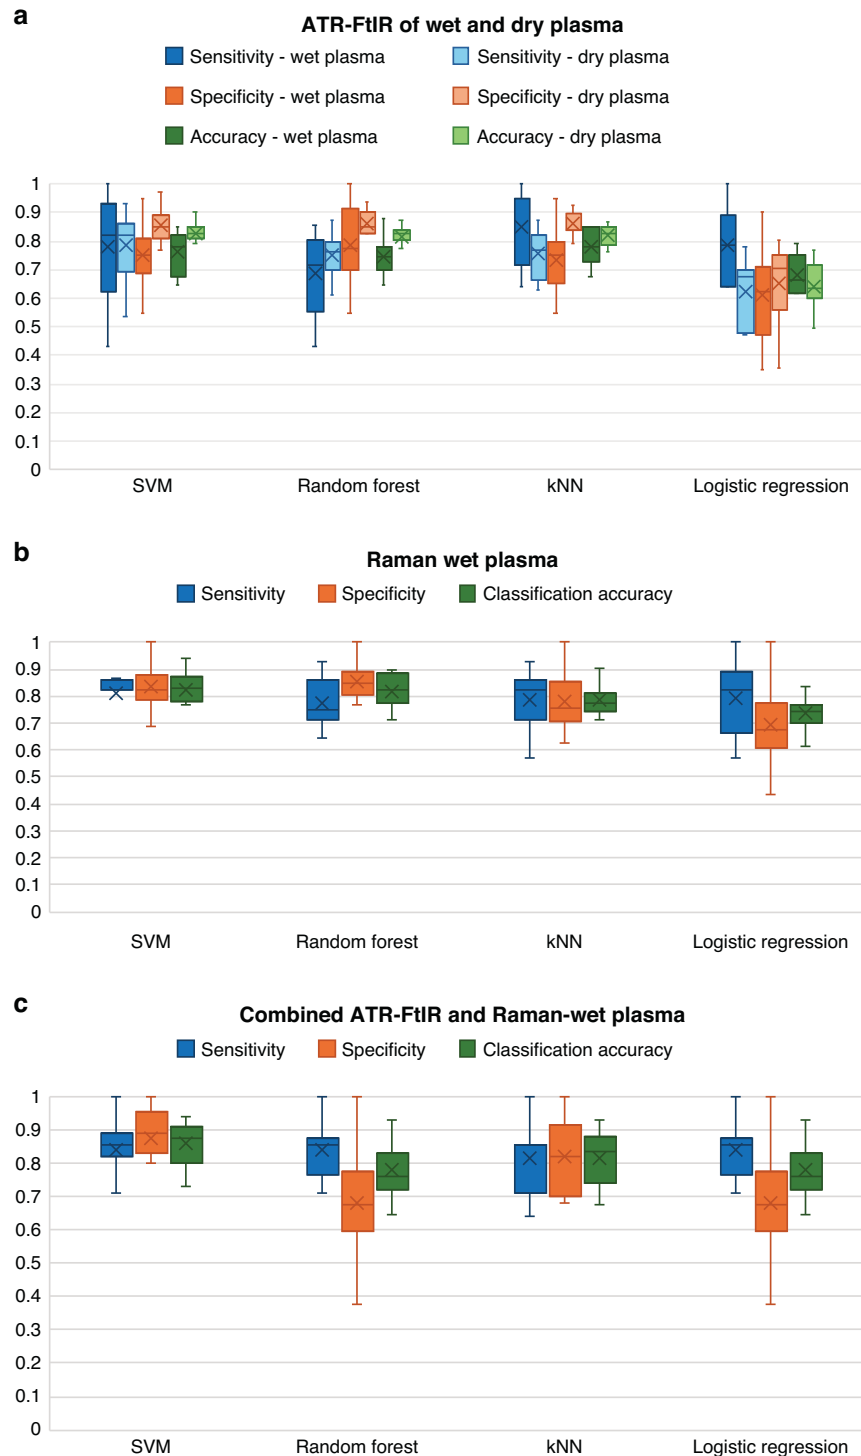 a
ATR-FtIR of wet and dry plasma
Sensitivity - wet plasma Sensitivity - dry plasma
Specificity - wet plasma Specificity - dry plasma
Accuracy - wet plasma Accuracy - dry plasma
1
0.9
0.8
0.7
0.6
0.5
0.4
0.3
0.2
0.1
0
SVM Random forest kNN Logistic regression
b
Raman wet plasma
Sensitivity Specificity Classification accuracy
1
0.9
0.8
0.7
0.6
0.5
0.4
0.3
0.2
0.1
0
SVM Random forest kNN Logistic regression
c
Combined ATR-FtIR and Raman-wet plasma
Sensitivity Specificity Classification accuracy
1
0.9
0.8
0.7
0.6
0.5
0.4
0.3
0.2
0.1
0
SVM Random forest kNN Logistic regression